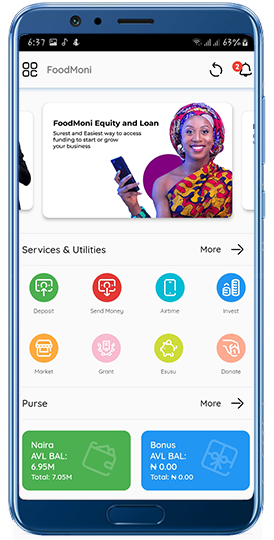 6:37 63%
FoodMoni 2
FoodMoni Equity and Loan
Surest and Easiest way to access
funding to start or grow
your business
Services & Utilities More
Deposit Send Money Airtime Invest
Market Grant Esusu Donate
Purse More
Naira Bonus
AVL BAL: AVL BAL:
6.95M ₦ 0.00
Total: 7.05M Total: ₦ 0.00